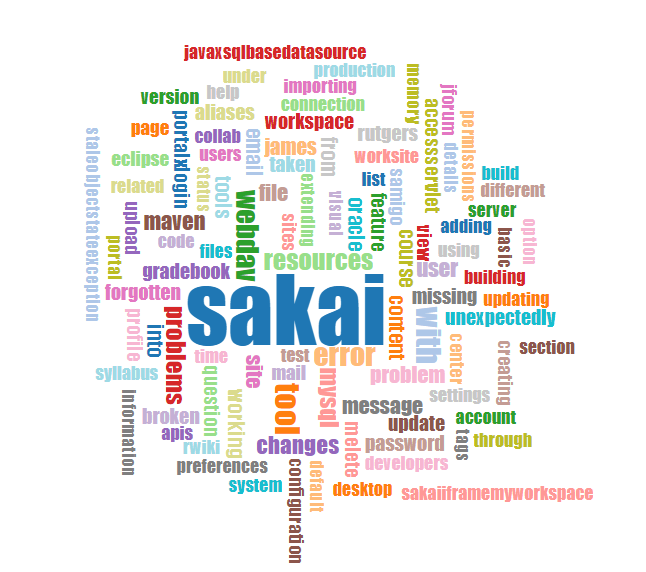 javaxsqlbasedatasource
production
under
memory
importing
help
version
jforum
connection
accesservlet
aliases
permissions
portalxlogin
workspace
page
rutgers
staleobjectstateexception
email
collab
from
james
details
users
eclipse
worksite
taken
status
build
samigo
list
related
tools
extending
different
file
visual
webdav
feature
oracle
upload
server
maven
sites
option
adding
view
basic
code
course
portal
files
using
resources
user
gradebook
building
sakai
forgotten
missing
updating
content
problems
with
profile
unexpectedly
into
center
section
creating
time
test
error
site
syllabus
question
mail
mysql
problem
tool
working
settings
information
message
broken
account
update
melete
tags
apis
changes
password
through
rwiki
preferences
developers
configuration
default
system
desktop
sakaiiframemyworkspace